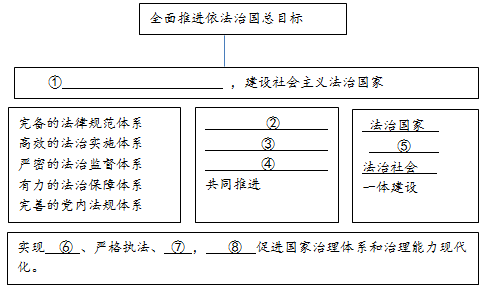 全面推进依法治国总目标
①________________，建设社会主义法治国家
完备的法律规范体系
高效的法治实施体系
严密的法治监督体系
有力的法治保障体系
完善的党内法规体系
②
③
④
共同推进
法治国家
⑤
法治社会
一体建设
实现 ⑥ 、严格执法、 ⑦ ， ⑧ 促进国家治理体系和治理能力现代
化。